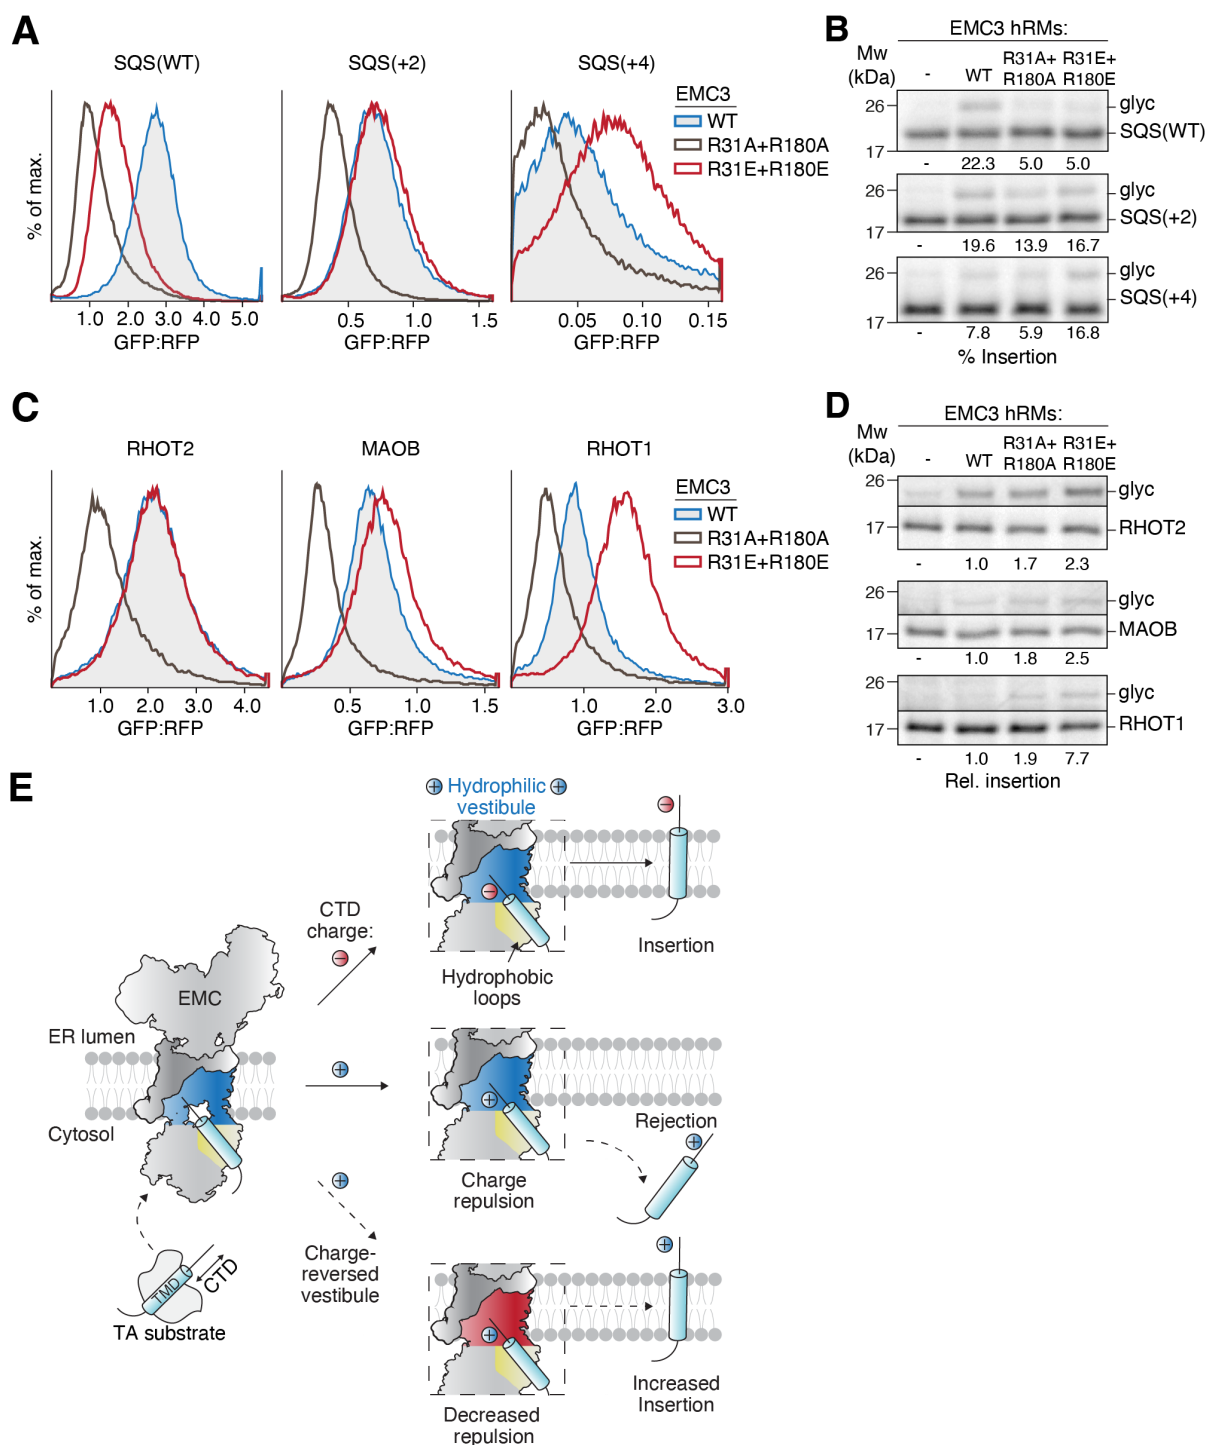 A
SQS(WT)
SQS(+2)
SQS(+4)
EMC3
WT
R31A+R180A
R31E+R180E
% of max.
1.0 2.0 3.0 4.0 5.0
0.5 1.0 1.5
0.05 0.10 0.15
GFP:RFP
GFP:RFP
GFP:RFP
B
EMC3 hRMs:
Mw
(kDa)
- WT R31A+ R180A R31E+ R180E
26
glyc
SQS(WT)
17
- 22.3 5.0 5.0
26
glyc
SQS(+2)
17
- 19.6 13.9 16.7
26
glyc
SQS(+4)
17
- 7.8 5.9 16.8
% Insertion
C
RHOT2
MAOB
RHOT1
EMC3
WT
R31A+R180A
R31E+R180E
% of max.
1.0 2.0 3.0 4.0
0.5 1.0 1.5
1.0 2.0 3.0
GFP:RFP
GFP:RFP
GFP:RFP
D
EMC3 hRMs:
Mw
(kDa)
- WT R31A+ R180A R31E+ R180E
26
glyc
17
RHOT2
- 1.0 1.7 2.3
26
glyc
17
MAOB
- 1.0 1.8 2.5
26
glyc
17
RHOT1
- 1.0 1.9 7.7
Rel. insertion
E
+ Hydrophilic +
vestibule
−
−
CTD
charge:
−
Insertion
Hydrophobic
loops
EMC
ER lumen
Cytosol
+
+
Rejection
+
Charge
repulsion
+
Charge-
reversed
vestibule
TMD
CTD
TA substrate
+
+
Increased
Insertion
Decreased
repulsion